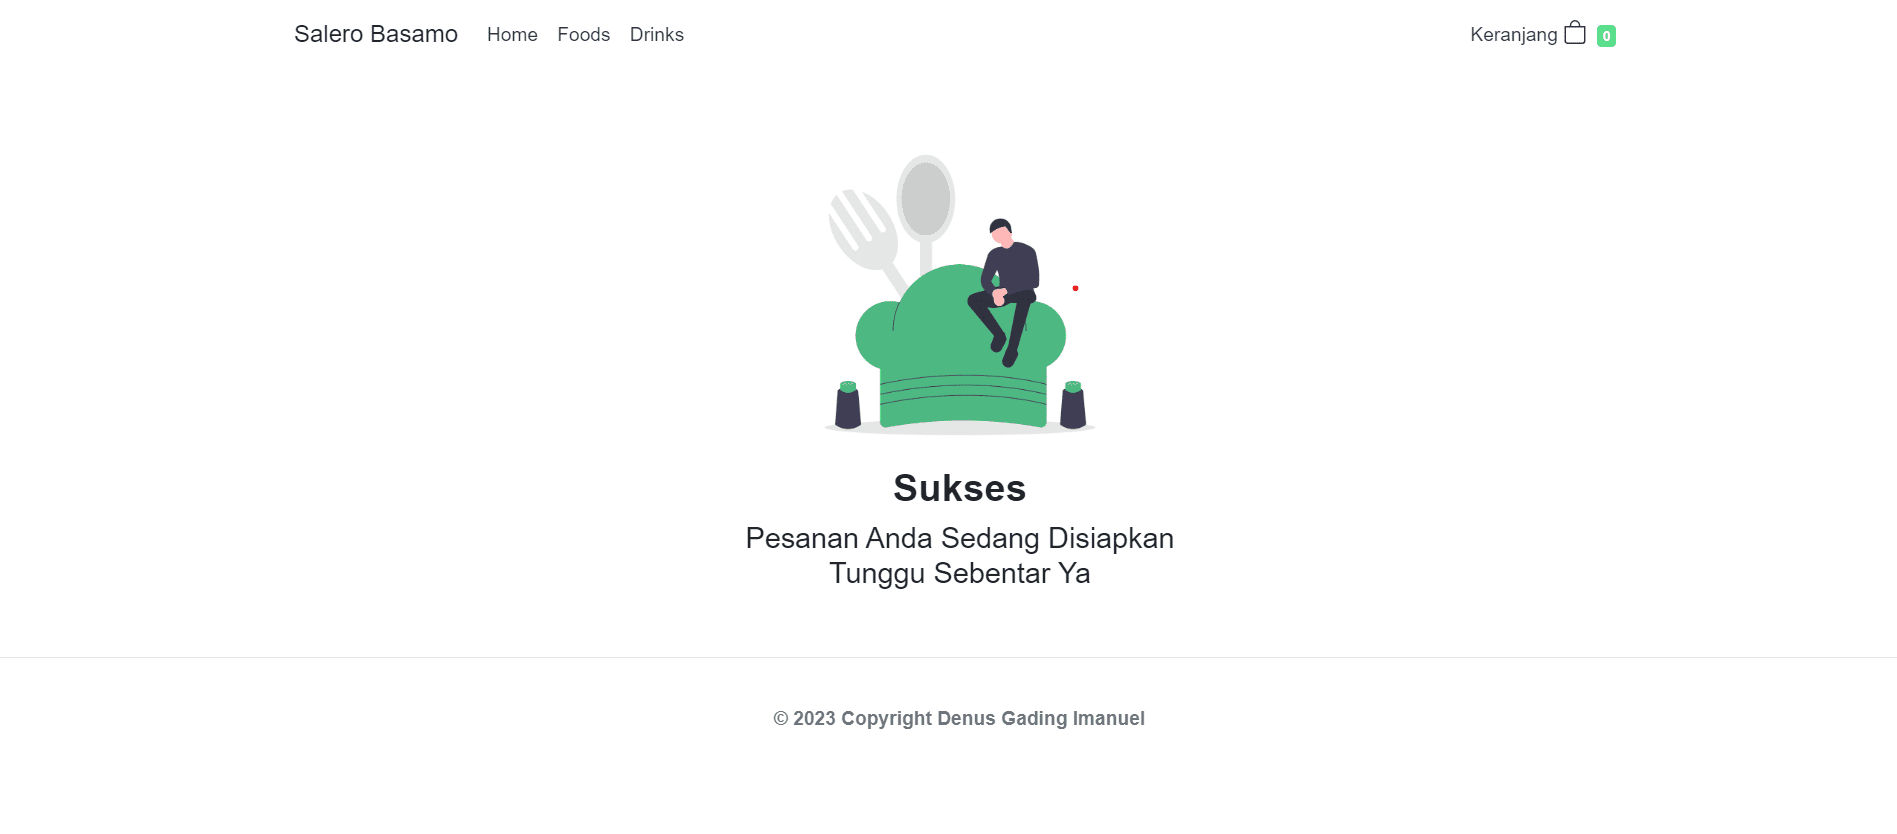 Salero Basamo Home Foods Drinks Keranjang 0
Sukses
Pesanan Anda Sedang Disiapkan
Tunggu Sebentar Ya
© 2023 Copyright Denus Gading Imanuel